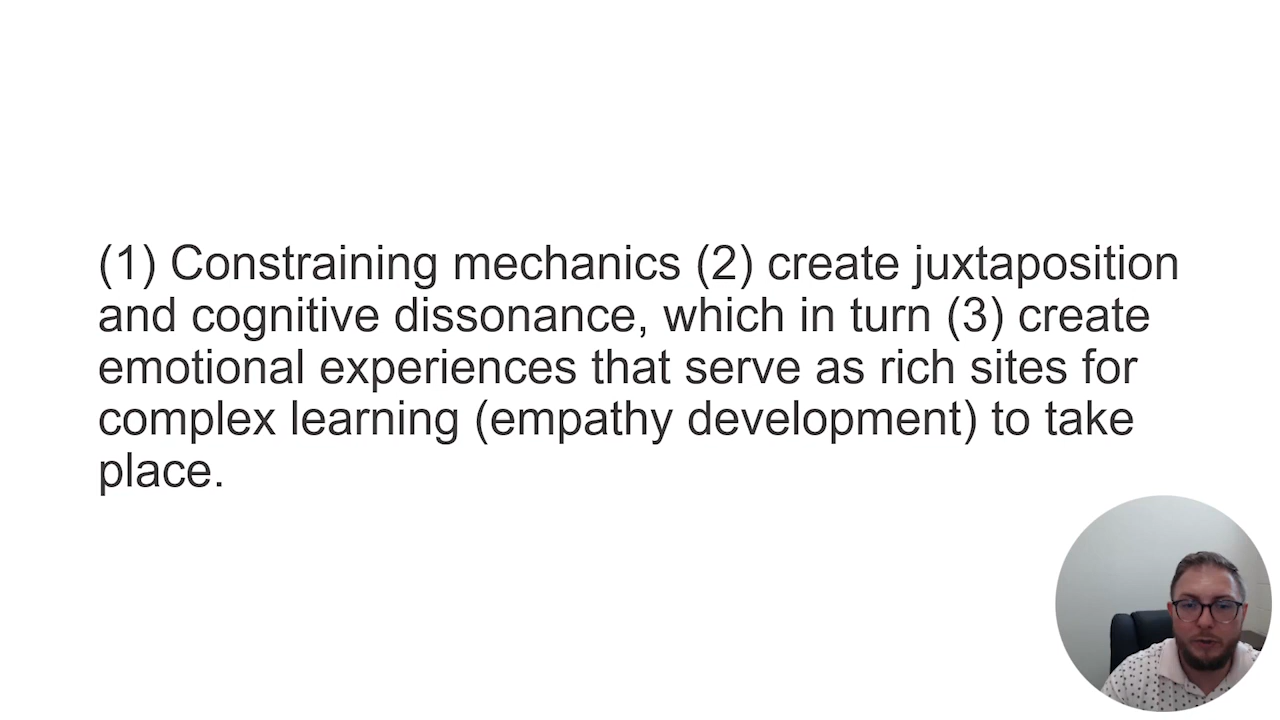 (1) Constraining mechanics (2) create juxtaposition
and cognitive dissonance, which in turn (3) create
emotional experiences that serve as rich sites for
complex learning (empathy development) to take
place.